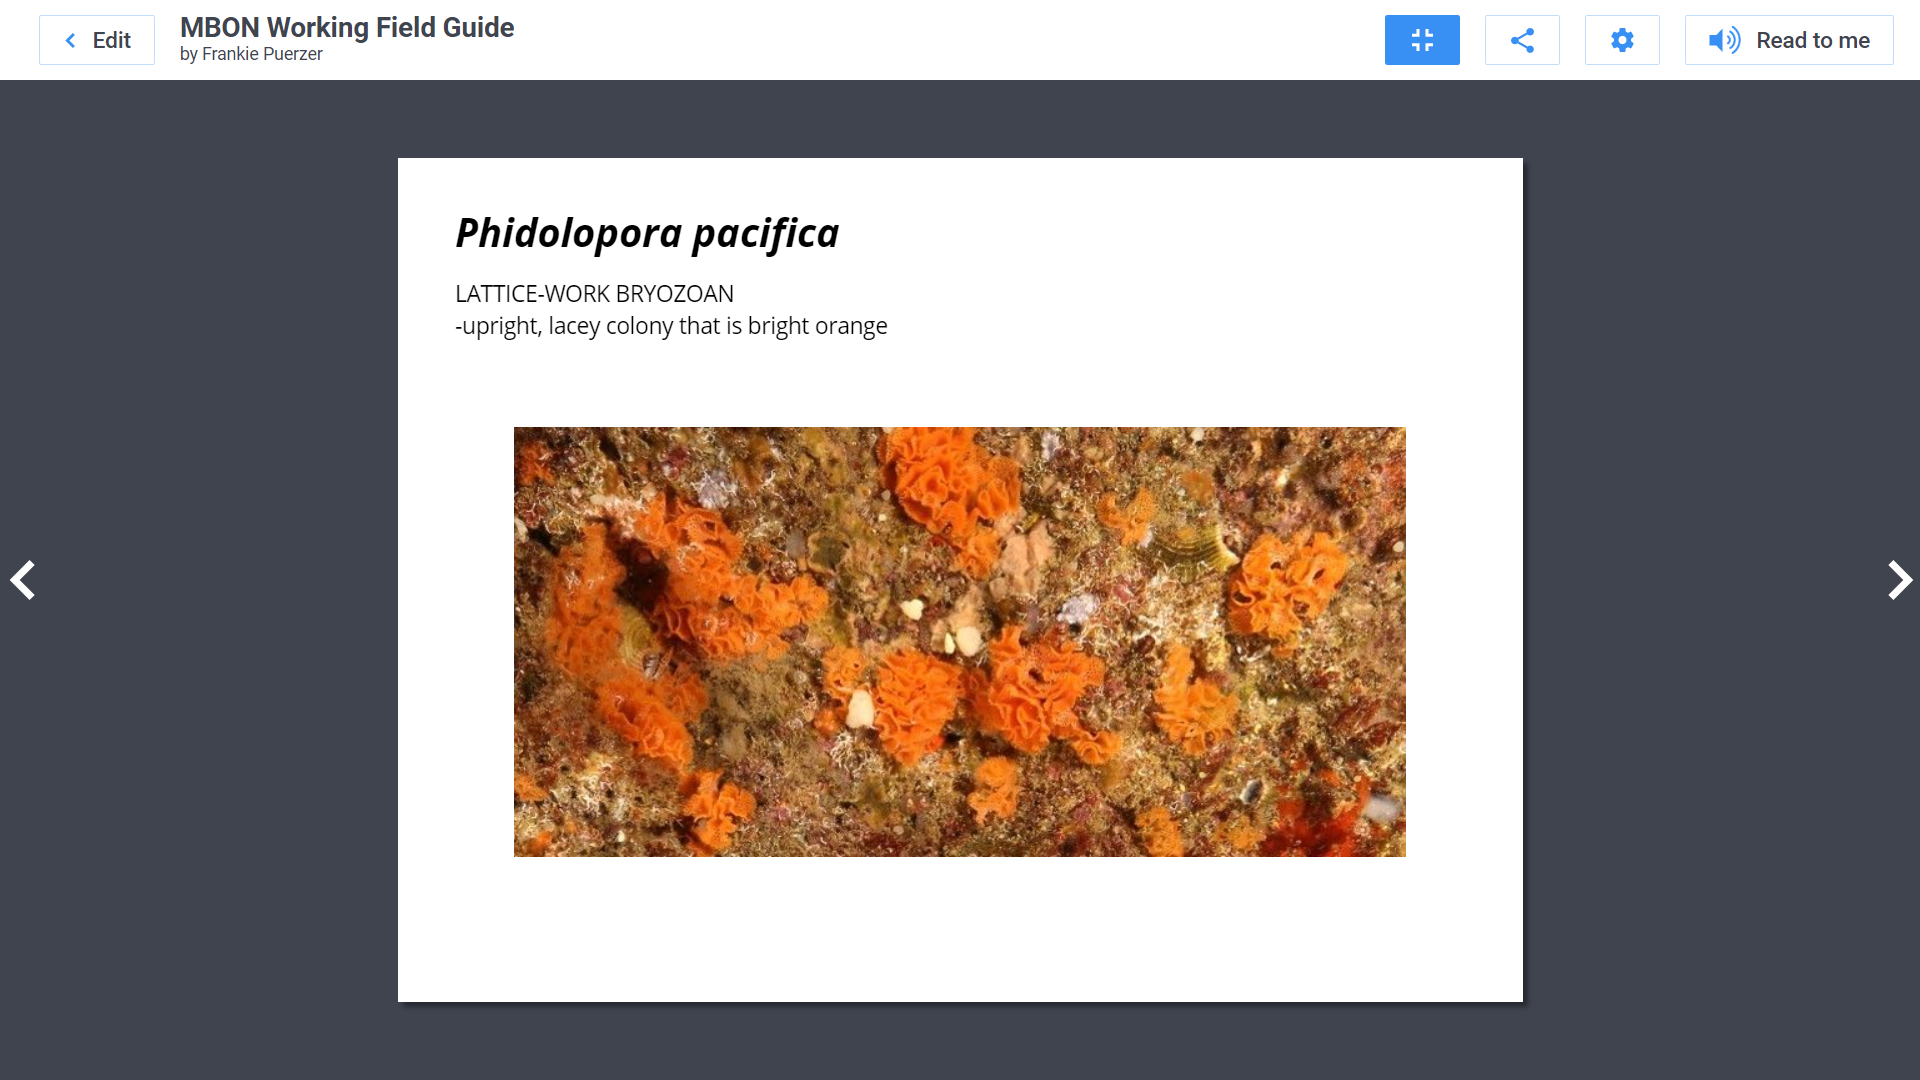 Edit
MBON Working Field Guide
by Frankie Puerzer
Read to me
Phidolopora pacifica
LATTICE-WORK BRYOZOAN
-upright, lacey colony that is bright orange